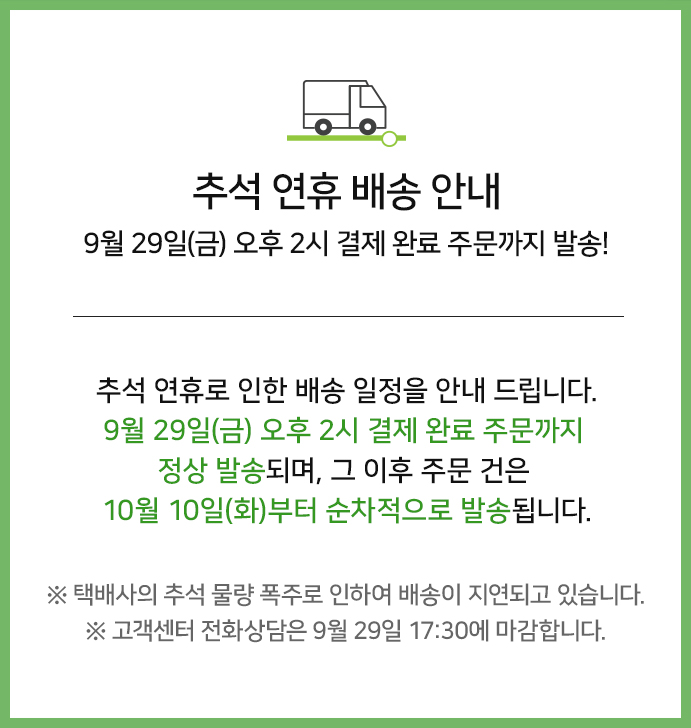 추석 연휴 배송 안내
9월 29일(금) 오후 2시 결제 완료 주문까지 발송!
추석 연휴로 인한 배송 일정을 안내 드립니다.
9월 29일(금) 오후 2시 결제 완료 주문까지
정상 발송되며, 그 이후 주문 건은
10월 10일(화)부터 순차적으로 발송됩니다.
※ 택배사의 추석 물량 폭주로 인하여 배송이 지연되고 있습니다.
※ 고객센터 전화상담은 9월 29일 17:30에 마감합니다.